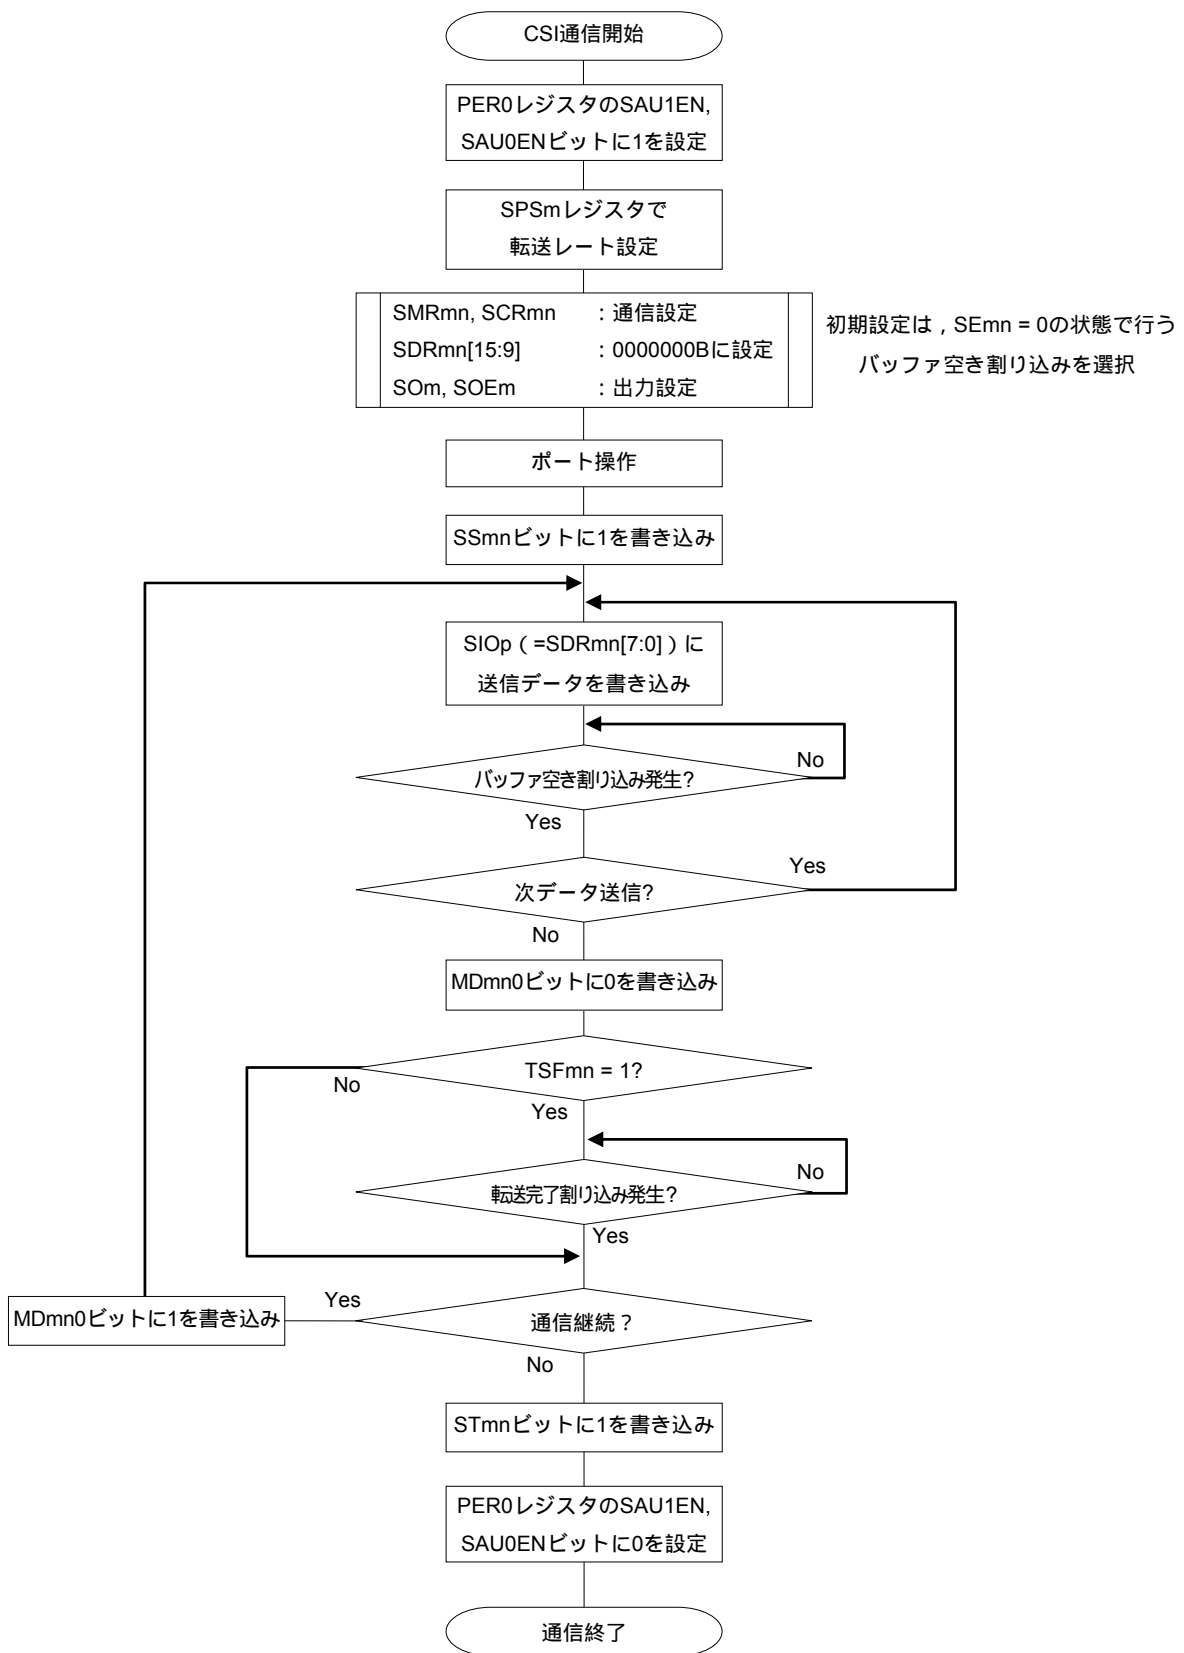 CSI通信開始
PER0レジスタのSAU1EN,
SAU0ENビットに1を設定
SPSmレジスタで
転送レート設定
SMRmn, SCRmn ：通信設定
SDRmn[15:9] ：0000000Bに設定
SOm, SOEm ：出力設定
初期設定は，SEmn = 0の状態で行う
バッファ空き割り込みを選択
ポート操作
SSmnビットに1を書き込み
SIOp（=SDRmn[7:0]）に
送信データを書き込み
No
バッファ空き割り込み発生？
Yes
Yes
次データ送信?
No
MDmn0ビットに0を書き込み
TSFmn = 1?
No
Yes
No
転送完了割り込み発生？
Yes
MDmn0ビットに1を書き込み
Yes
通信継続？
No
STmnビットに1を書き込み
PER0レジスタのSAU1EN,
SAU0ENビットに0を設定
通信終了